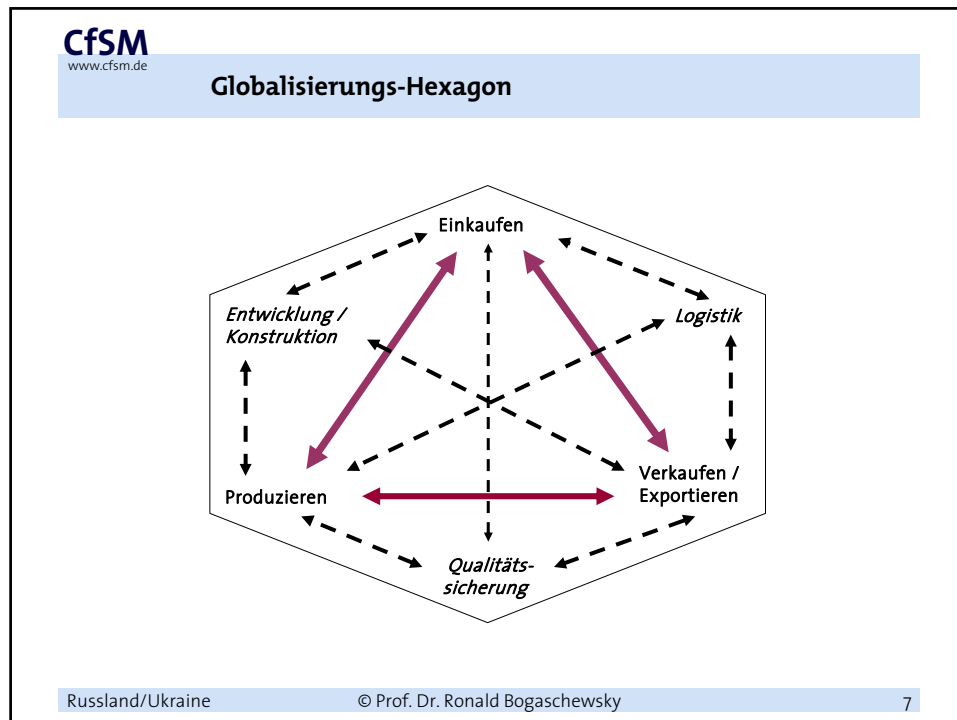 CfSM
www.cfsm.de
Globalisierungs-Hexagon
Einkaufen
Entwicklung /
Konstruktion
Logistik
Produzieren
Verkaufen /
Exportieren
Qualitäts-
sicherung
Russland/Ukraine © Prof. Dr. Ronald Bogaschewsky 7